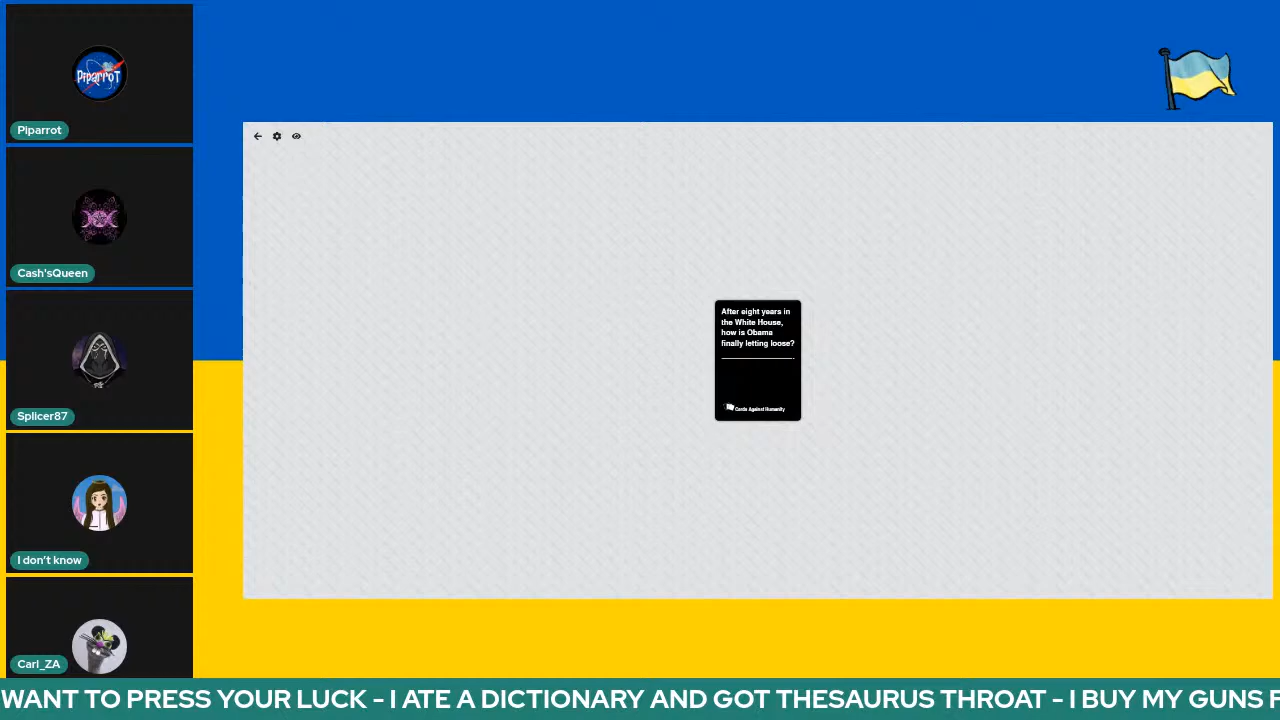 PiparroT
Piparrot
Cash'sQueen
Splicer87
I don't know
Carl_ZA
After eight years in
the White House,
how is Obama
finally letting loose?
Cards Against Humanity
WANT TO PRESS YOUR LUCK - I ATE A DICTIONARY AND GOT THESAURUS THROAT - I BUY MY GUNS F